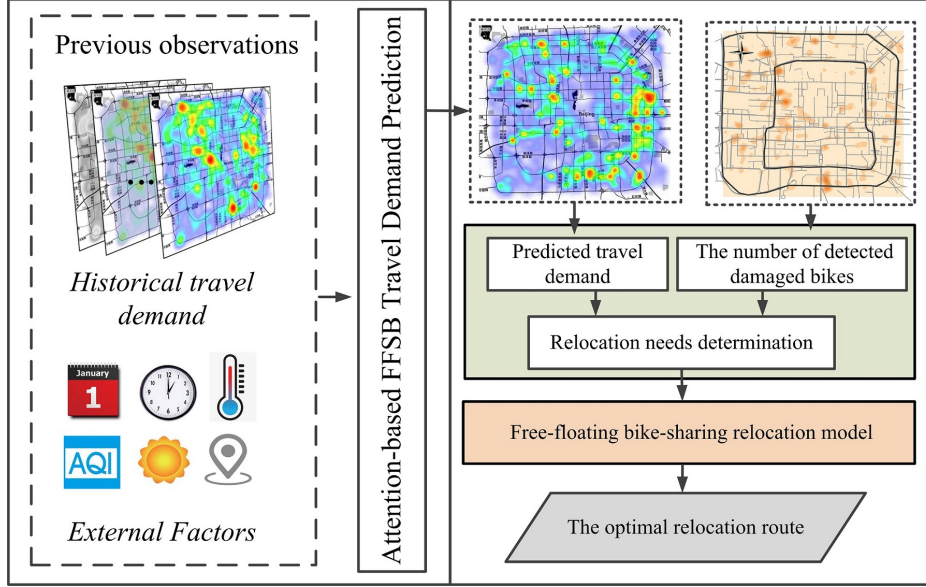 Previous observations
Historical travel
demand
January
1
12
AQI
External Factors
Attention-based FFSB Travel Demand Prediction
Beijing
Predicted travel
demand
The number of detected
damaged bikes
Relocation needs determination
Free-floating bike-sharing relocation model
The optimal relocation route